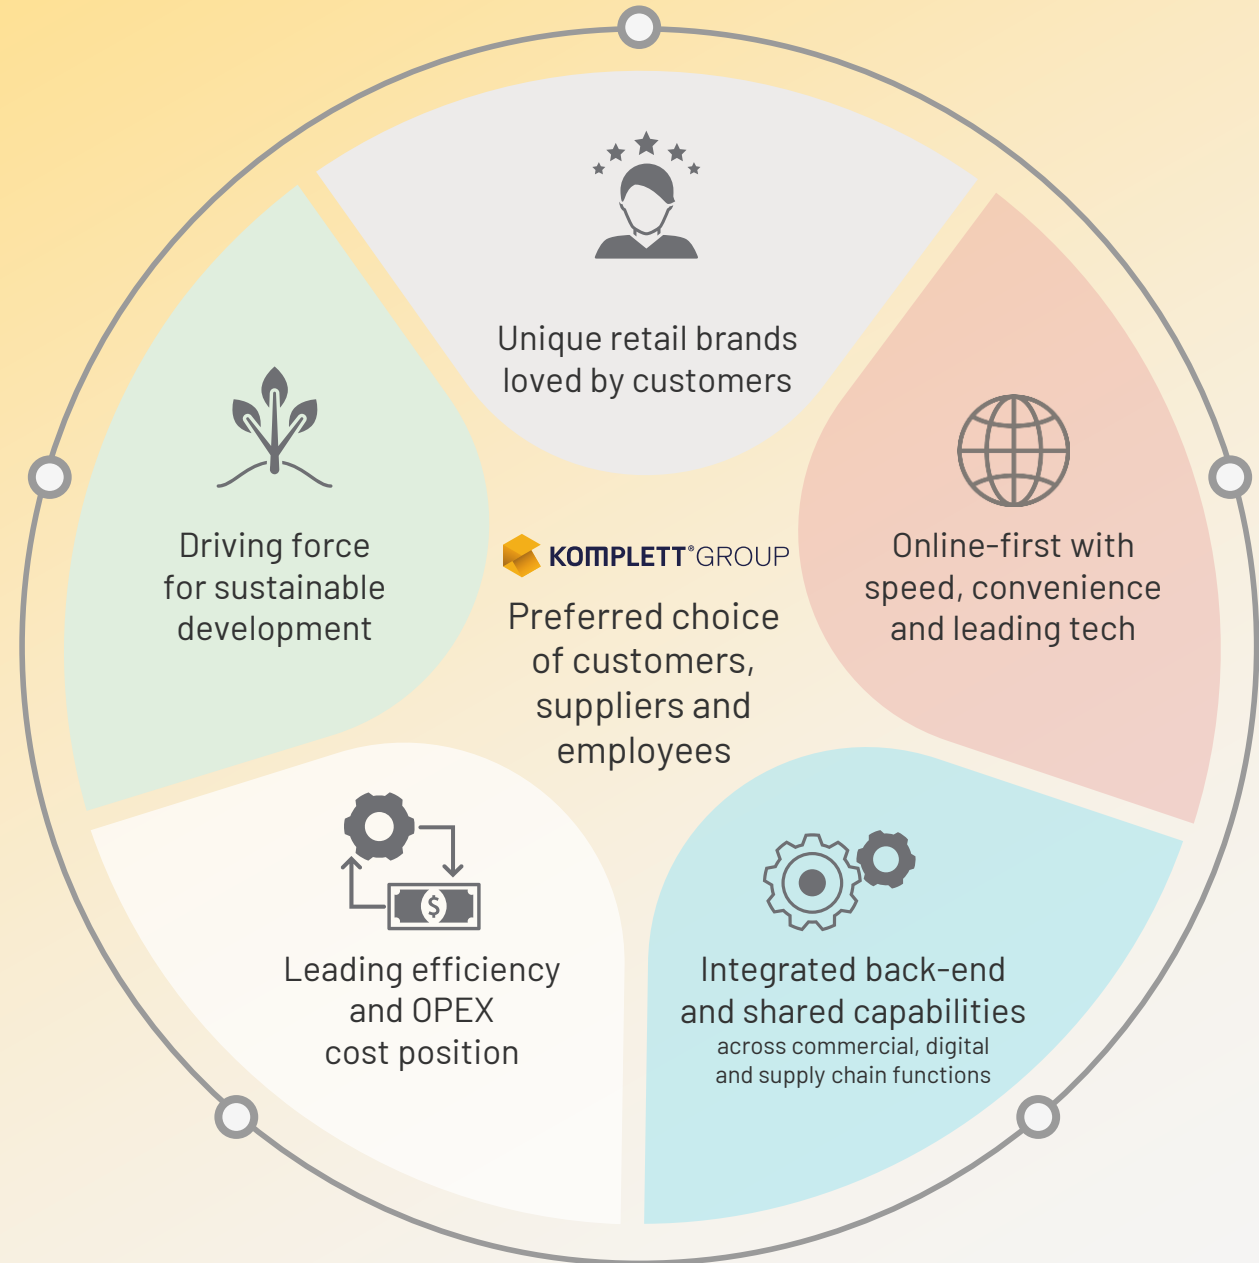 Unique retail brands
loved by customers
Online-first with
speed, convenience
and leading tech
Integrated back-end
and shared capabilities
across commercial, digital
and supply chain functions
$
Leading efficiency
and OPEX
cost position
Driving force
for sustainable
development
KOMPLETT® GROUP
Preferred choice
of customers,
suppliers and
employees